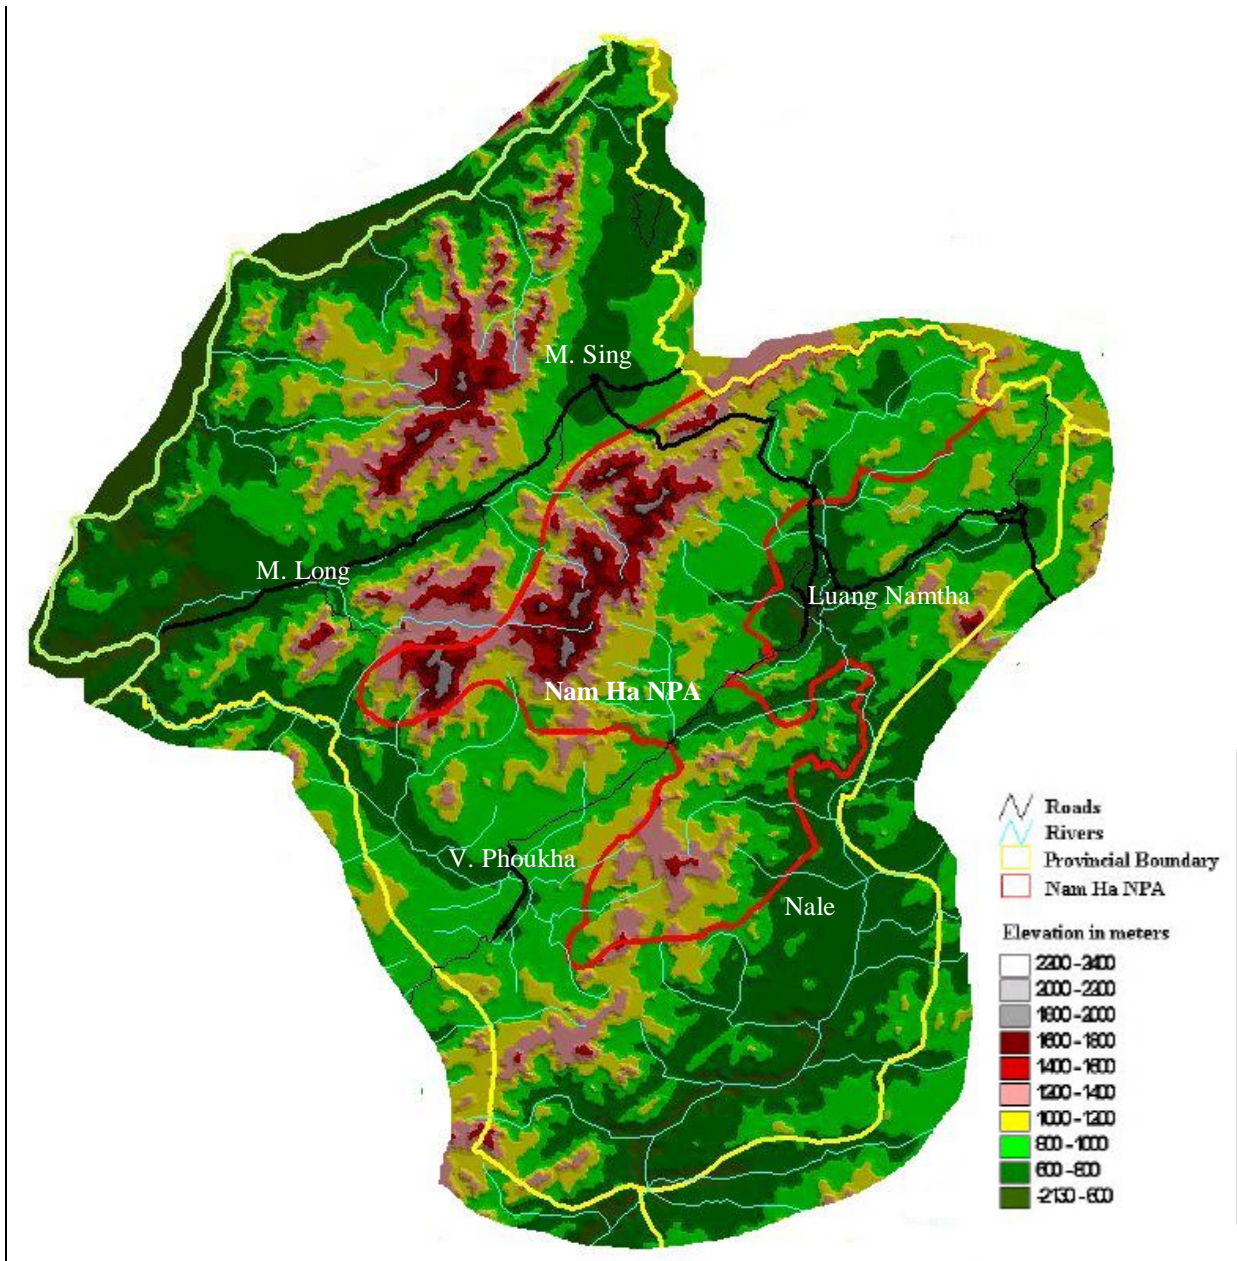 M. Sing
M. Long
Luang Namtha
Nam Ha NPA
V. Phoukha
Nale
Roads
Rivers
Provincial Boundary
Nam Ha NPA
Elevation in meters
2200 - 2400
2000 - 2200
1800 - 2000
1600 - 1800
1400 - 1600
1200 - 1400
1000 - 1200
800 - 1000
600 - 800
-2130 - 600